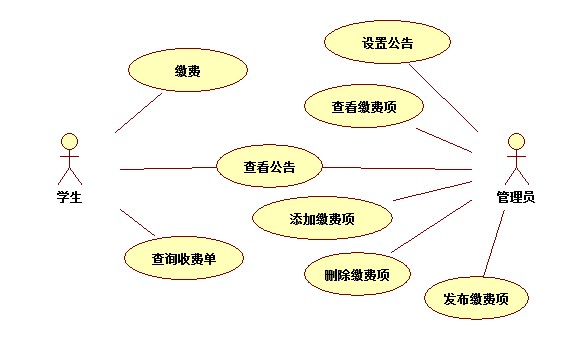 设置公告
缴费
查看缴费项
查看公告
学生
管理员
添加缴费项
查询收费单
删除缴费项
发布缴费项